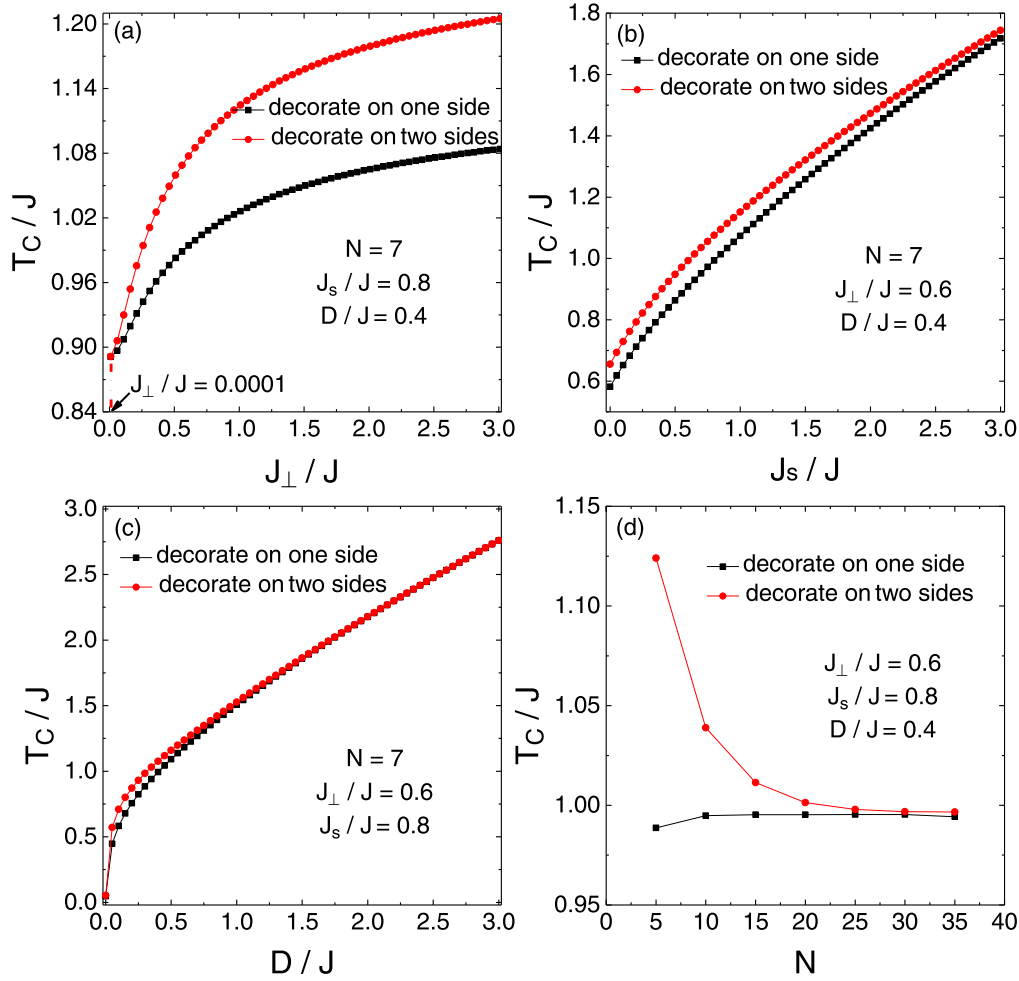 (a)
1.20
1.14
1.08
1.02
0.96
0.90
0.84
T_C / J
decorate on one side
decorate on two sides
N = 7
J_s / J = 0.8
D / J = 0.4
J_⊥ / J = 0.0001
0.0 0.5 1.0 1.5 2.0 2.5 3.0
J_⊥ / J
(b)
1.8
1.6
1.4
1.2
1.0
0.8
0.6
T_C / J
decorate on one side
decorate on two sides
N = 7
J_⊥ / J = 0.6
D / J = 0.4
0.0 0.5 1.0 1.5 2.0 2.5 3.0
J_s / J
(c)
3.0
2.5
2.0
1.5
1.0
0.5
0.0
T_C / J
decorate on one side
decorate on two sides
N = 7
J_⊥ / J = 0.6
J_s / J = 0.8
0.0 0.5 1.0 1.5 2.0 2.5 3.0
D / J
(d)
1.15
1.10
1.05
1.00
0.95
T_C / J
decorate on one side
decorate on two sides
J_⊥ / J = 0.6
J_s / J = 0.8
D / J = 0.4
0 5 10 15 20 25 30 35 40
N